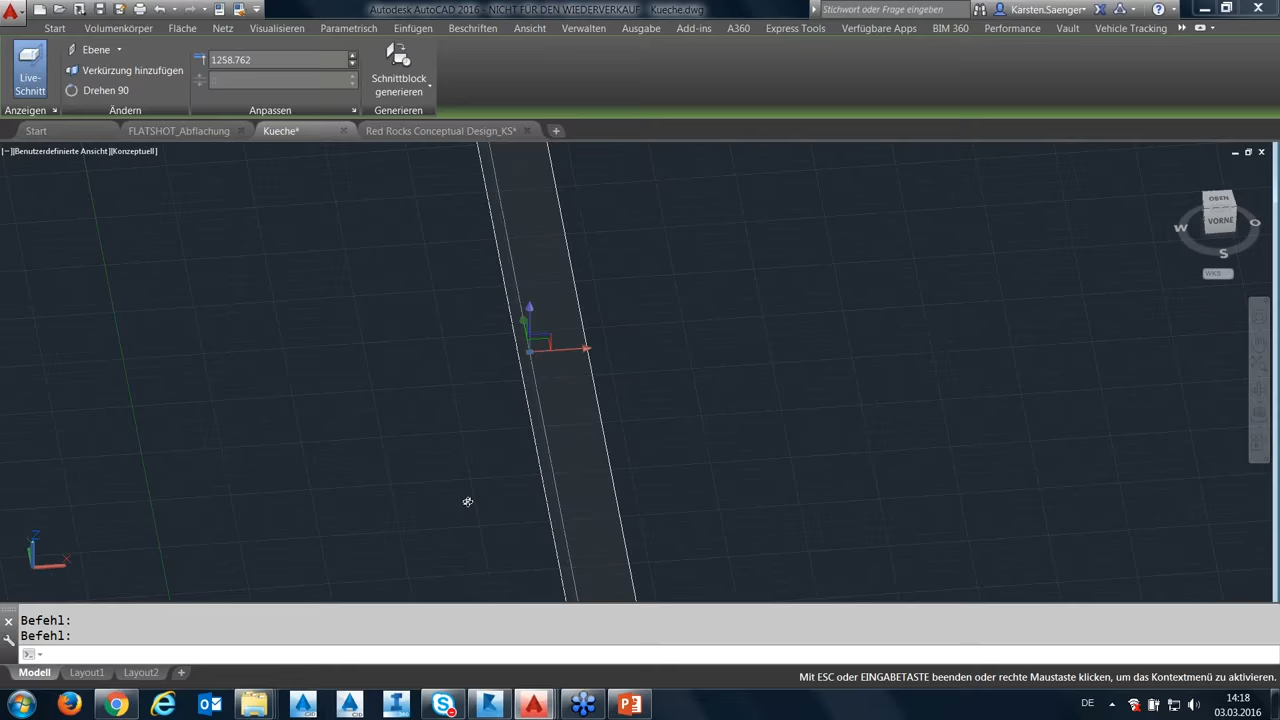 Autodesk AutoCAD 2016 - NICHT FÜR DEN WIEDERVERKAUF Kueche.dwg
Stichwort oder Frage eingeben
Karsten.Saenger
Start Volumenkörper Fläche Netz Visualisieren Parametrisch Einfügen Beschriften Ansicht Verwalten Ausgabe Add-ins A360 Express Tools Verfügbare Apps BIM 360 Performance Vault Vehicle Tracking
Live-
Schnitt
Ebene
Verkürzung hinzufügen
Drehen 90
1258.762
Schnittblock
generieren
Anzeigen Ändern Anpassen Generieren
Start FLATSHOT_Abflachung Kueche* Red Rocks Conceptual Design_KS*
[−][Benutzerdefinierte Ansicht][Konzeptuell]
OBEN
VORNE
W
O
S
WKS
Z
X
Befehl:
Befehl:
Modell Layout1 Layout2
Mit ESC oder EINGABETASTE beenden oder rechte Maustaste klicken, um das Kontextmenü zu aktivieren.
DE
14:18
03.03.2016